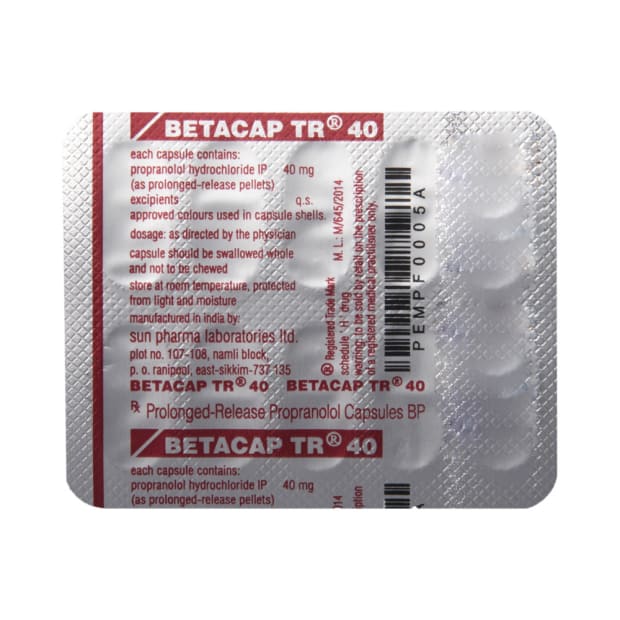 BETACAP TR® 40
each capsule contains:
propranolol hydrochloride IP 40 mg
(as prolonged-release pellets)
excipients q.s.
approved colours used in capsule shells.
dosage: as directed by the physician
capsule should be swallowed whole
and not to be chewed
store at room temperature, protected
from light and moisture
manufactured in india by:
sun pharma laboratories ltd.
plot no. 107-108, namli block,
p. o. ranipool, east-sikkim-737 135
M. L.: M/645/2014
® Registered Trade Mark
schedule 'H' drug
warning: to be sold by retail on the prescription
of a registered medical practitioner only.
PEMPF0005A
BETACAP TR® 40 BETACAP TR® 40
℞ Prolonged-Release Propranolol Capsules BP
BETACAP TR® 40
each capsule contains:
propranolol hydrochloride IP 40 mg
(as prolonged-release pellets)
014
ription